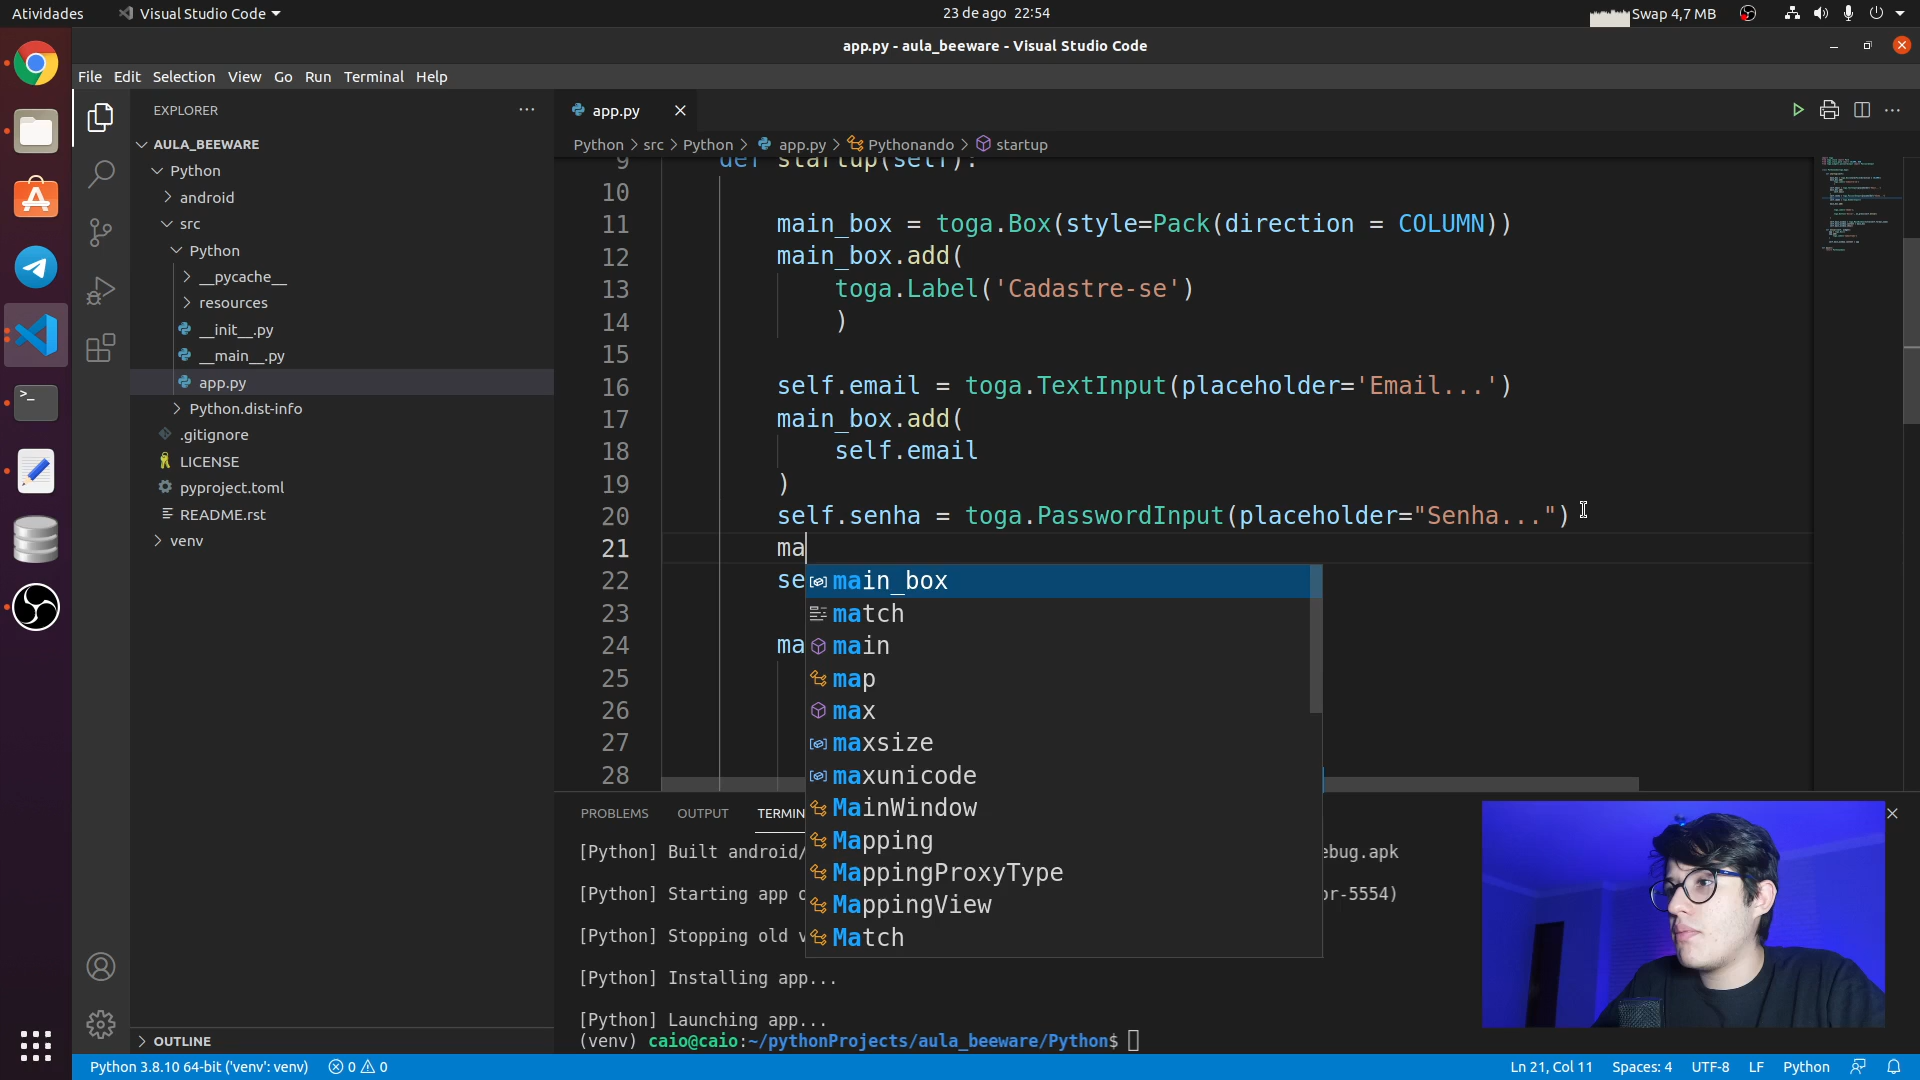 Atividades
Visual Studio Code
23 de ago 22:54
Swap 4,7 MB
app.py - aula_beeware - Visual Studio Code
File Edit Selection View Go Run Terminal Help
EXPLORER
AULA_BEEWARE
Python
android
src
Python
__pycache__
resources
__init__.py
__main__.py
app.py
Python.dist-info
.gitignore
LICENSE
pyproject.toml
README.rst
venv
OUTLINE
app.py
Python > src > Python > app.py > Pythonando > startup
9 def startup(self):
10
11 main_box = toga.Box(style=Pack(direction = COLUMN))
12 main_box.add(
13 toga.Label('Cadastre-se')
14 )
15
16 self.email = toga.TextInput(placeholder='Email...')
17 main_box.add(
18 self.email
19 )
20 self.senha = toga.PasswordInput(placeholder="Senha...")
21 ma
22 se
23
24 ma
25
26
27
28
main_box
match
main
map
max
maxsize
maxunicode
MainWindow
Mapping
MappingProxyType
MappingView
Match
PROBLEMS OUTPUT TERMIN
[Python] Built android/ ebug.apk
[Python] Starting app o or-5554)
[Python] Stopping old v
[Python] Installing app...
[Python] Launching app...
(venv) caio@caio:~/pythonProjects/aula_beeware/Python$
Python 3.8.10 64-bit ('venv': venv) 0 0
Ln 21, Col 11 Spaces: 4 UTF-8 LF Python